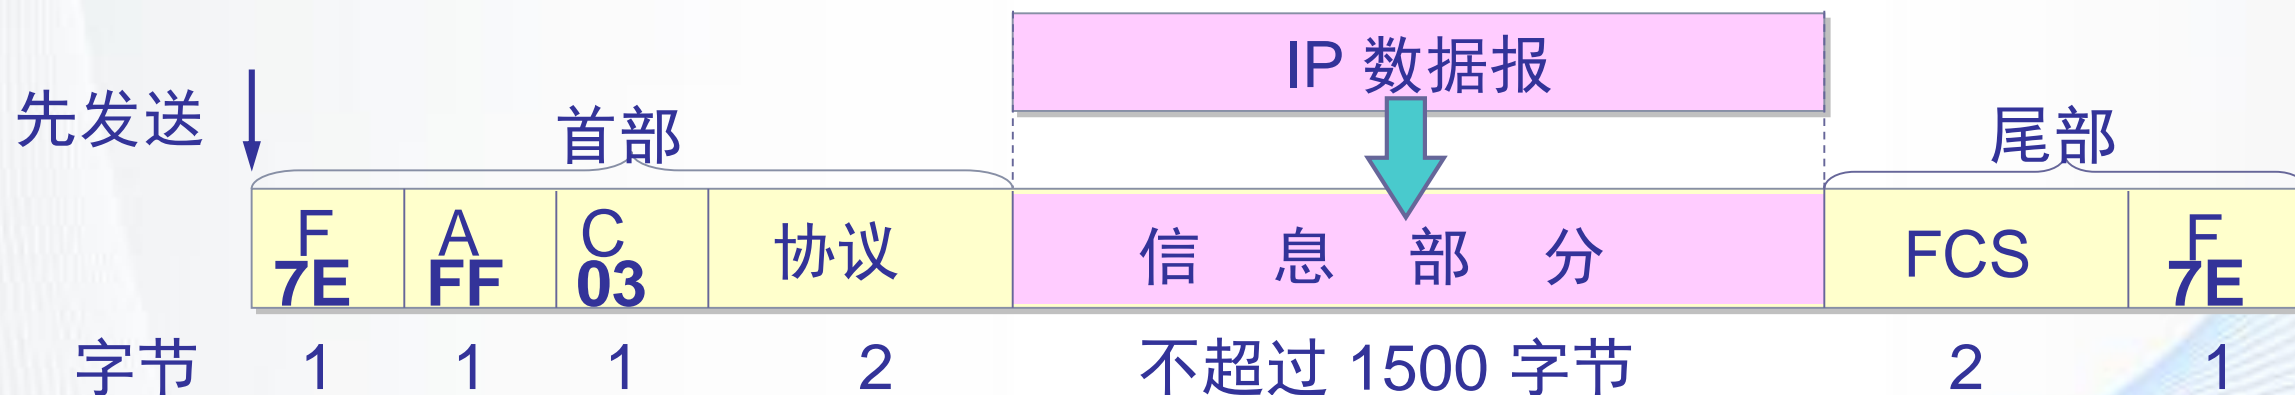 IP 数据报
先发送
首部
尾部
F A C 协议 信 息 部 分 FCS F
7E FF 03 7E
字节 1 1 1 2 不超过 1500 字节 2 1